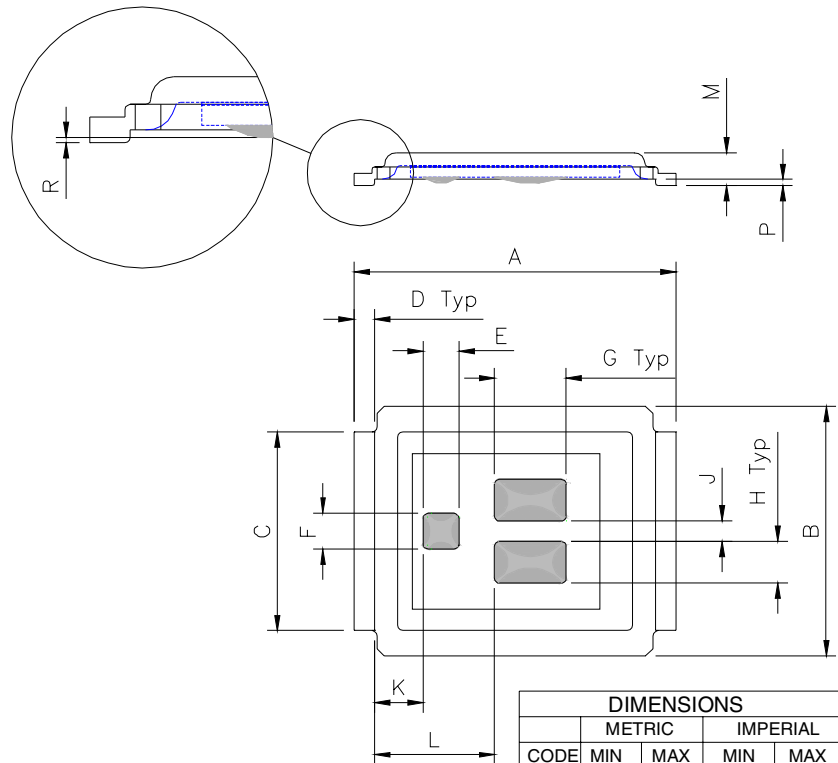 R
M
P
A
D Typ
E
G Typ
C
F
J
H Typ
B
K
L
DIMENSIONS
METRIC IMPERIAL
CODE MIN MAX MIN MAX